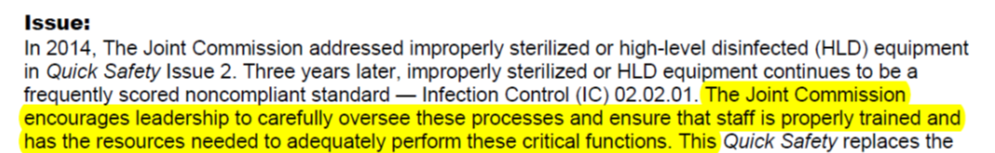 Issue:
In 2014, The Joint Commission addressed improperly sterilized or high-level disinfected (HLD) equipment
in Quick Safety Issue 2. Three years later, improperly sterilized or HLD equipment continues to be a
frequently scored noncompliant standard — Infection Control (IC) 02.02.01. The Joint Commission
encourages leadership to carefully oversee these processes and ensure that staff is properly trained and
has the resources needed to adequately perform these critical functions. This Quick Safety replaces the